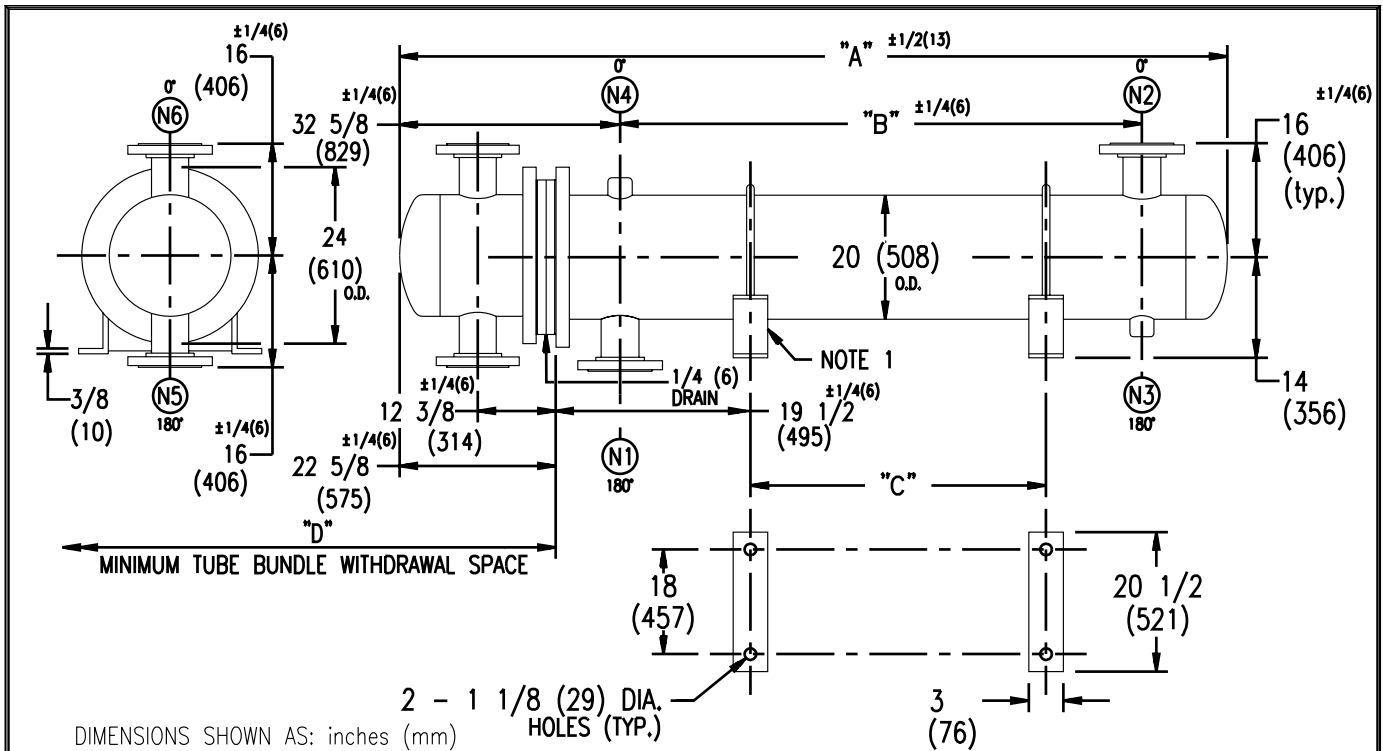 ±1/4(6)
16
(406)
0°
N6
24
(610)
O.D.
3/8
(10)
N5
180°
±1/4(6)
16
(406)
±1/4(6)
32 5/8
(829)
"A" ±1/2(13)
0°
N4
"B" ±1/4(6)
0°
N2
±1/4(6)
16
(406)
(typ.)
20 (508)
O.D.
NOTE 1
1/4 (6)
DRAIN
±1/4(6)
12 3/8
(314)
±1/4(6)
19 1/2
(495)
N1
180°
N3
180°
14
(356)
±1/4(6)
22 5/8
(575)
"D"
MINIMUM TUBE BUNDLE WITHDRAWAL SPACE
"C"
18
(457)
20 1/2
(521)
2 - 1 1/8 (29) DIA.
HOLES (TYP.)
3
(76)
DIMENSIONS SHOWN AS: inches (mm)